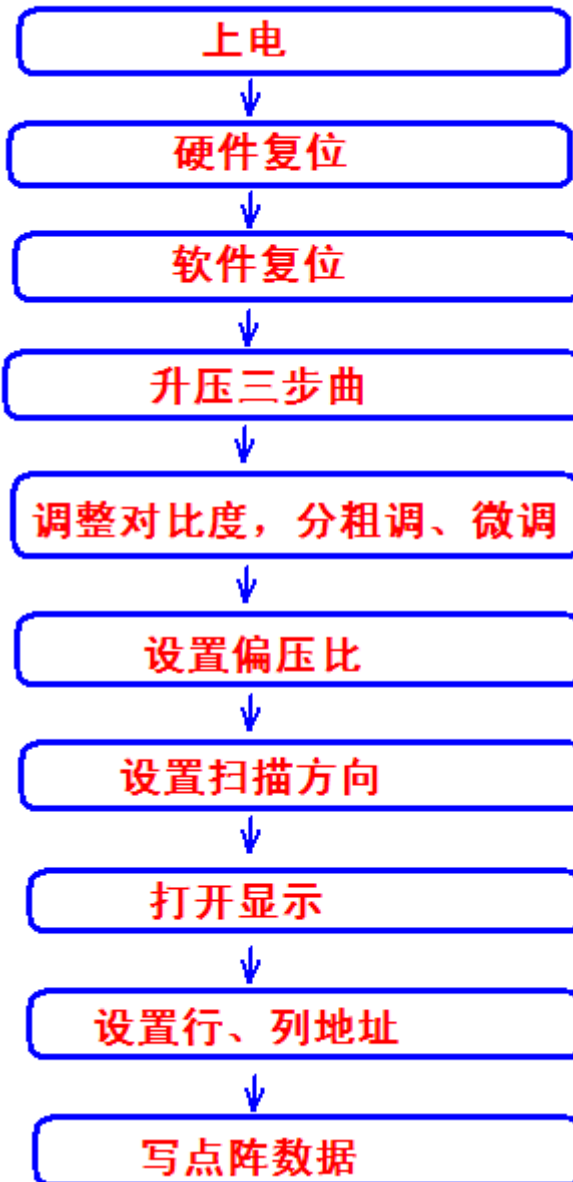 上电
硬件复位
软件复位
升压三步曲
调整对比度，分粗调、微调
设置偏压比
设置扫描方向
打开显示
设置行、列地址
写点阵数据